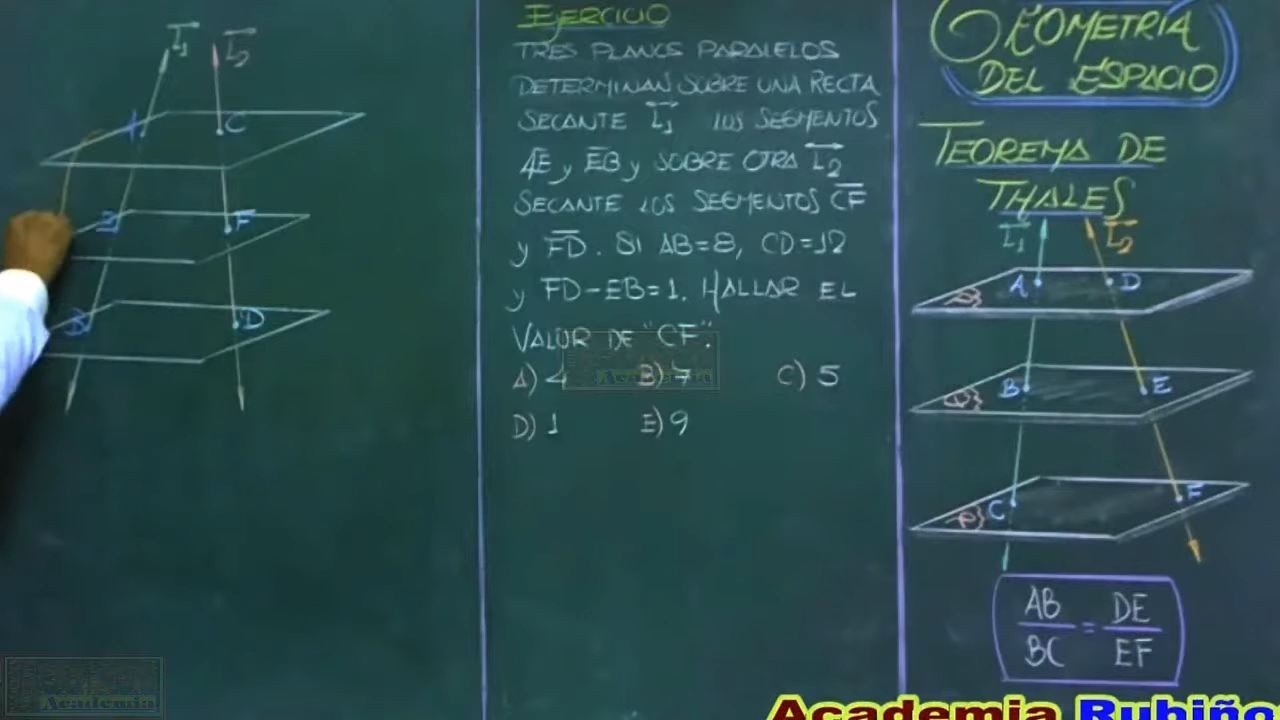 L₁
L₂
A
C
F
B
D
EJERCICIO
TRES PLANOS PARALELOS
DETERMINAN SOBRE UNA RECTA
SECANTE L₁ LOS SEGMENTOS
AE y EB y SOBRE OTRA L₂
SECANTE LOS SEGMENTOS CF
y FD. SI AB=8, CD=12
y FD-EB=1. HALLAR EL
VALOR DE "CF".
A) 4 B) 7 C) 5
D) 1 E) 9
GEOMETRIA
DEL ESPACIO
TEOREMA DE
THALES
L₁ L₂
A D
B E
C F
AB/BC = DE/EF
Academia
Academia
Academia Rubiño